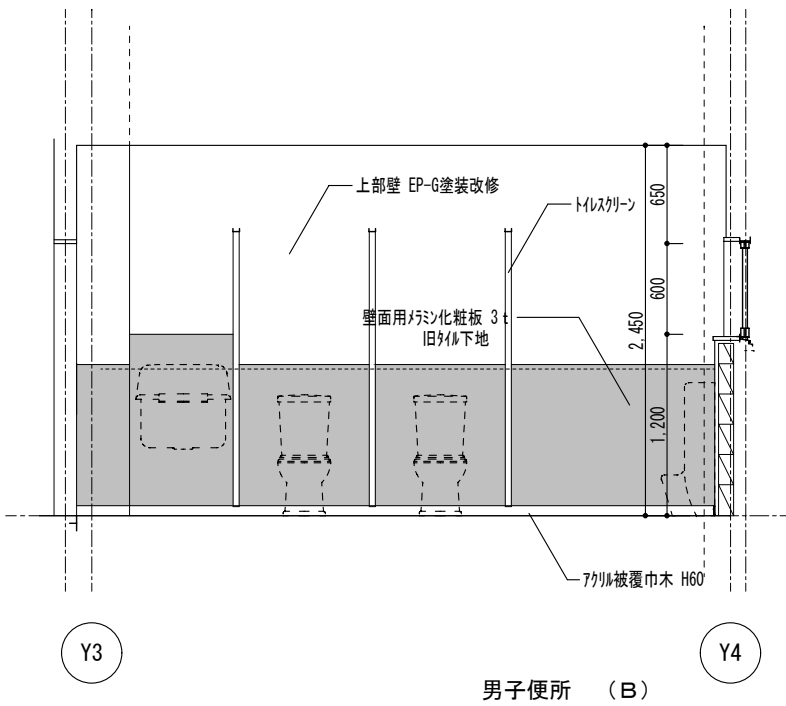 上部壁 EP-G塗装改修
トイレスクリーン
650
600
壁面用メラミン化粧板 3t
旧タイル下地
2,450
1,200
アクリル被覆巾木 H60
Y3
Y4
男子便所 (B)